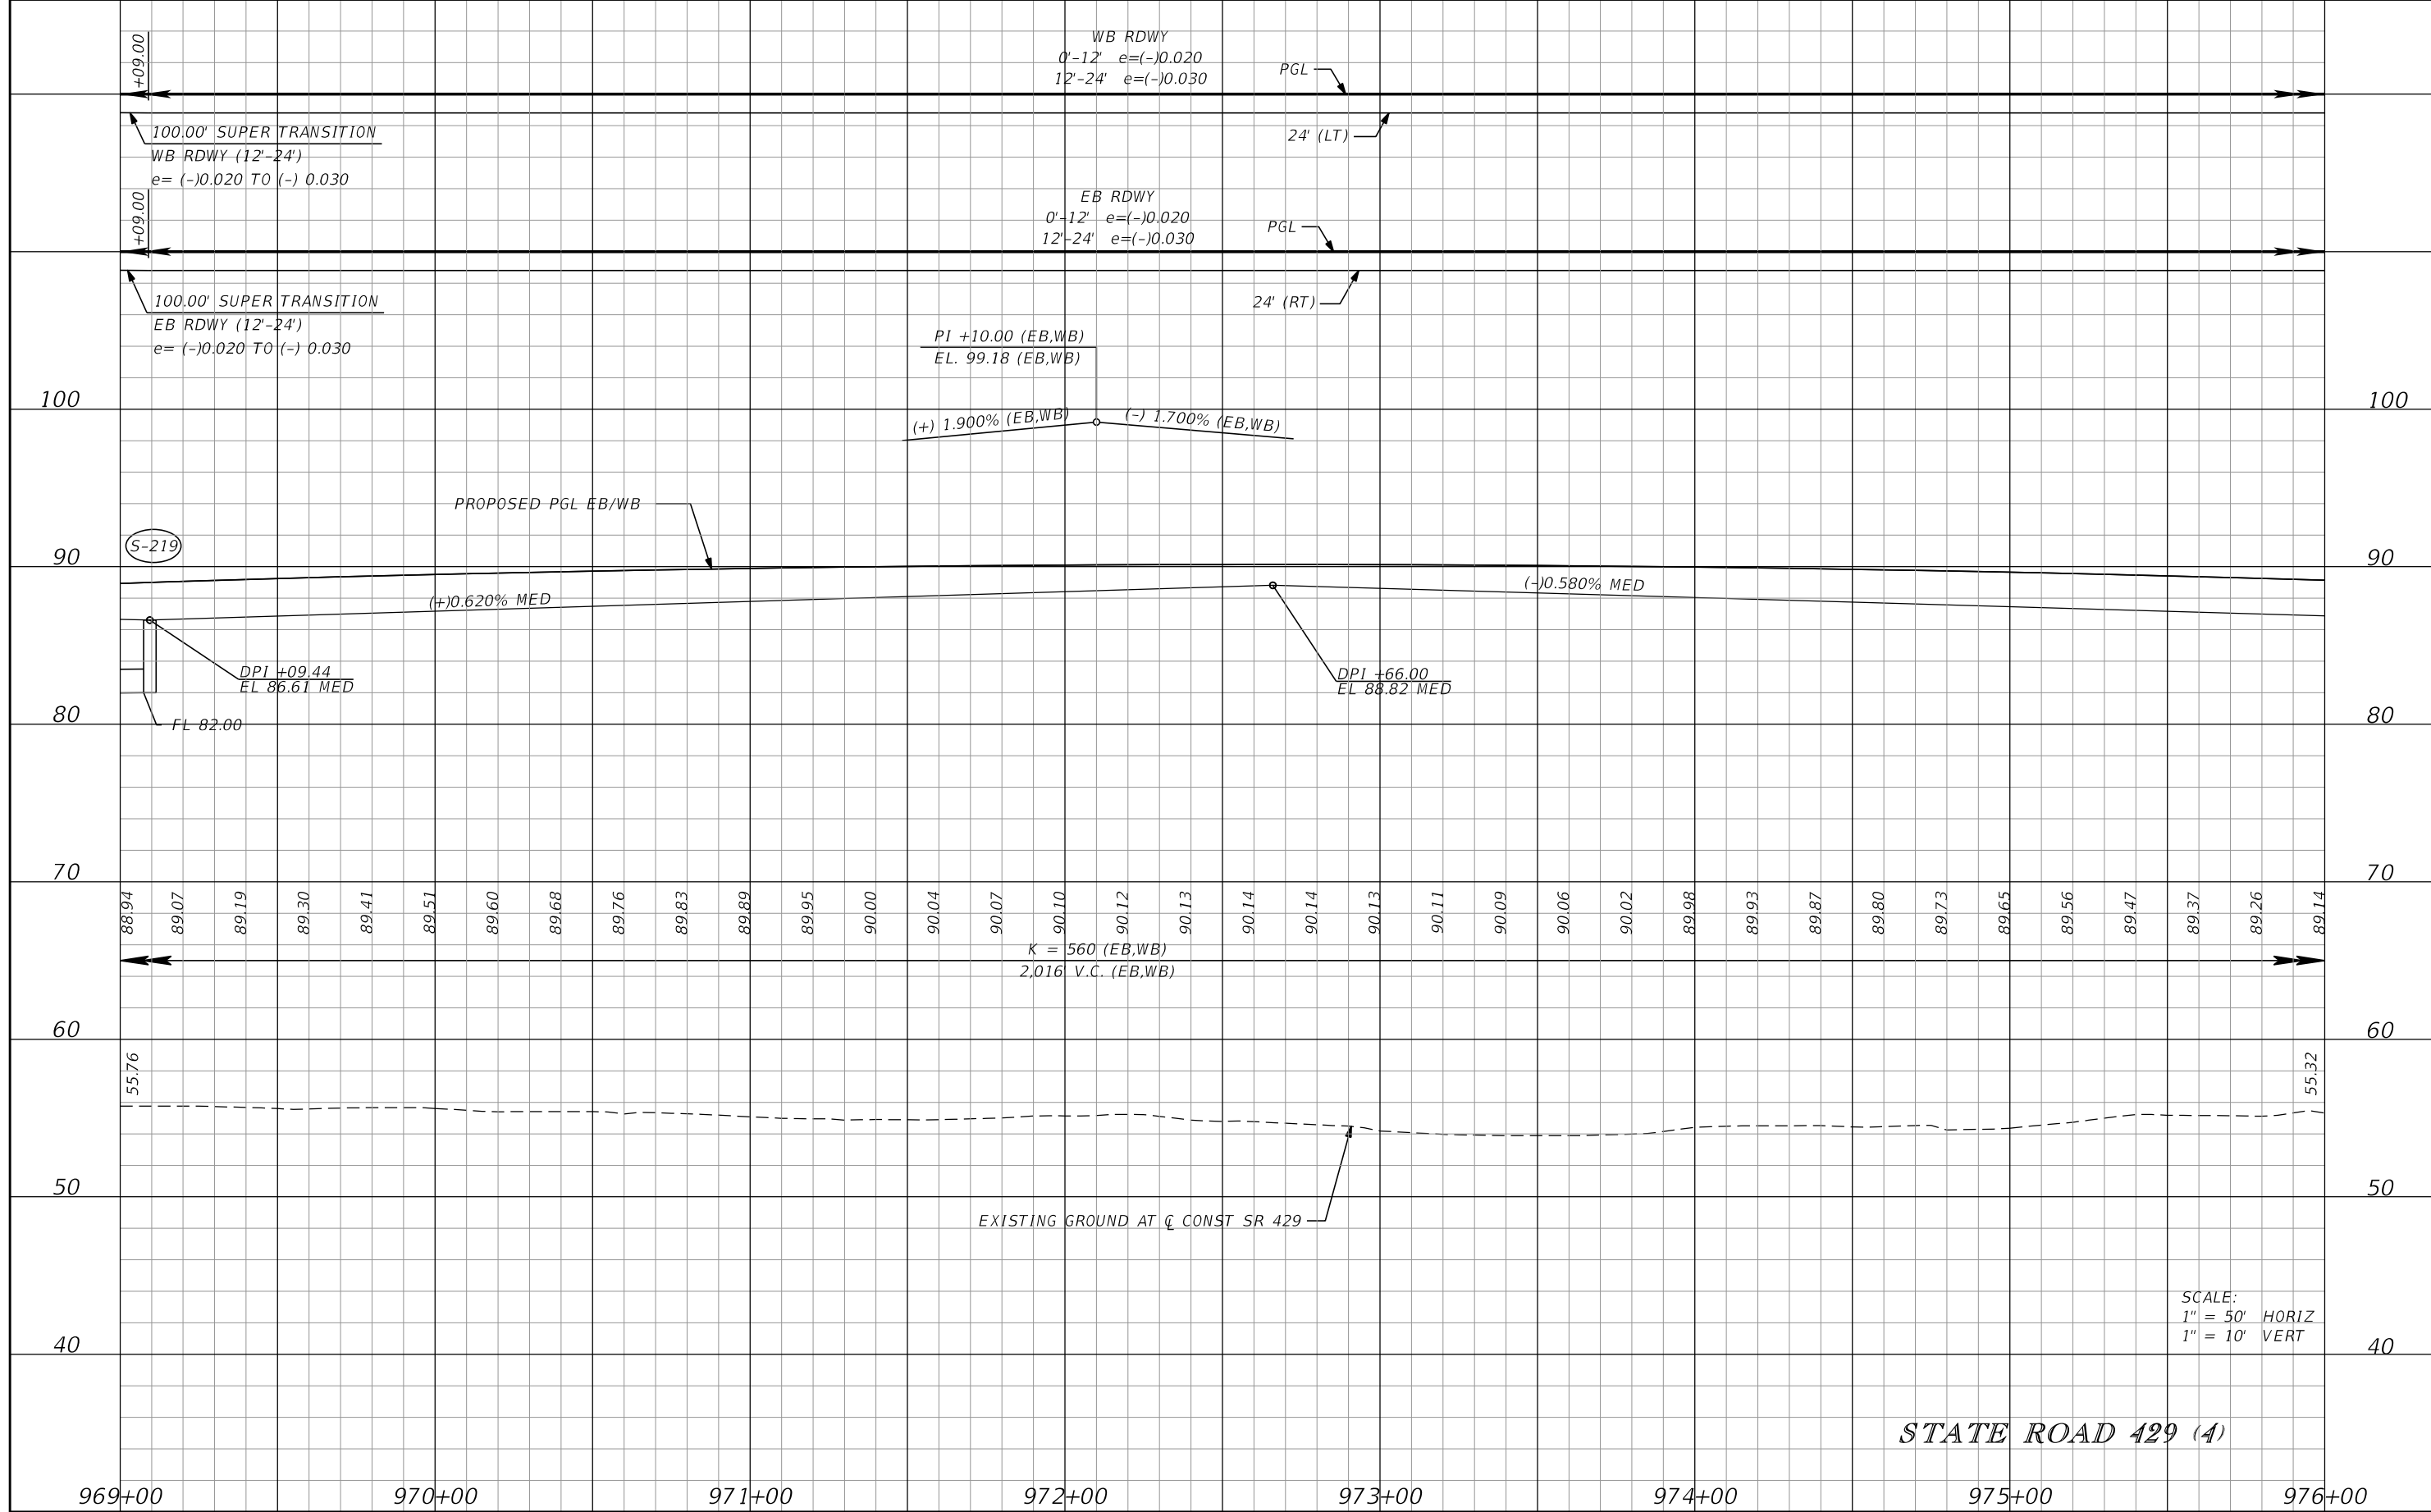 +09.00
WB RDWY
0'-12' e=(-)0.020
12'-24' e=(-)0.030
PGL
24' (LT)
100.00' SUPER TRANSITION
WB RDWY (12'-24')
e= (-)0.020 TO (-) 0.030
+09.00
EB RDWY
0'-12' e=(-)0.020
12'-24' e=(-)0.030
PGL
24' (RT)
100.00' SUPER TRANSITION
EB RDWY (12'-24')
e= (-)0.020 TO (-) 0.030
PI +10.00 (EB,WB)
EL. 99.18 (EB,WB)
100 100
(+) 1.900% (EB,WB) (-) 1.700% (EB,WB)
PROPOSED PGL EB/WB
S-219
90 90
(+)0.620% MED
(-)0.580% MED
DPI +09.44
EL 86.61 MED
DPI +66.00
EL 88.82 MED
FL 82.00
80 80
70 70
88.94 89.07 89.19 89.30 89.41 89.51 89.60 89.68 89.76 89.83 89.89 89.95 90.00 90.04 90.07 90.10 90.12 90.13 90.14 90.14 90.13 90.11 90.09 90.06 90.02 89.98 89.93 89.87 89.80 89.73 89.65 89.56 89.47 89.37 89.26 89.14
K = 560 (EB,WB)
2,016' V.C. (EB,WB)
60 60
55.76 55.32
50 50
EXISTING GROUND AT ℄ CONST SR 429
SCALE:
1" = 50' HORIZ
1" = 10' VERT
40 40
STATE ROAD 429 (4)
969+00 970+00 971+00 972+00 973+00 974+00 975+00 976+00